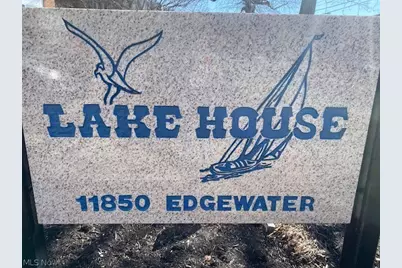 LAKE HOUSE
11850 EDGEWATER
MLS Now